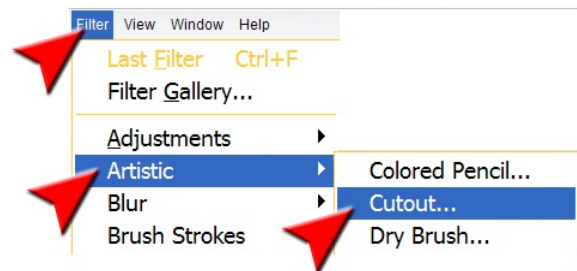 Filter View Window Help
Last Filter Ctrl+F
Filter Gallery...
Adjustments
Artistic
Colored Pencil...
Blur
Cutout...
Brush Strokes
Dry Brush...